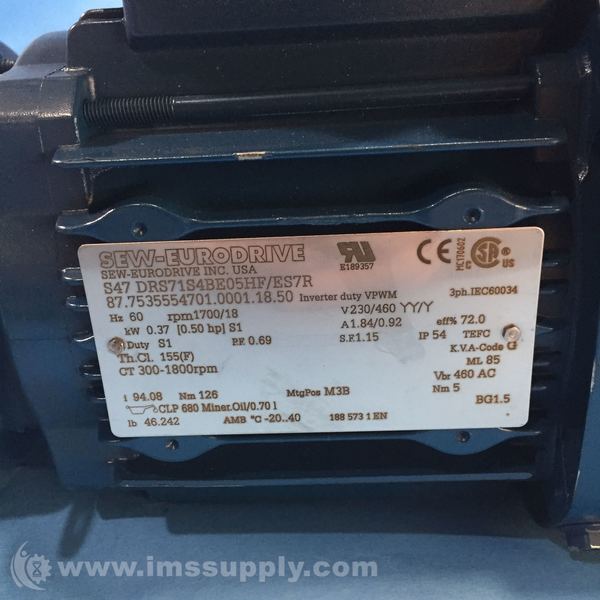 SEW-EURODRIVE
SEW-EURODRIVE INC. USA
E189357
MC170602
S47 DRS71S4BE05HF/ES7R
87.7535554701.0001.18.50 Inverter duty VPWM 3ph.IEC60034
Hz 60 rpm1700/18 V230/460 YY/Y
kW 0.37 [0.50 hp] S1 A 1.84/0.92 eff% 72.0
Duty S1 P.F. 0.69 S.F.1.15 IP 54 TEFC
Th.Cl. 155(F) K.V.A-Code G
CT 300-1800rpm ML 85
Vbr 460 AC
i 94.08 Nm 126 MtgPos M3B Nm 5
CLP 680 Miner.Oil/0.70 l BG1.5
lb 46.242 AMB °C -20..40 188 573 1 EN
www.imssupply.com